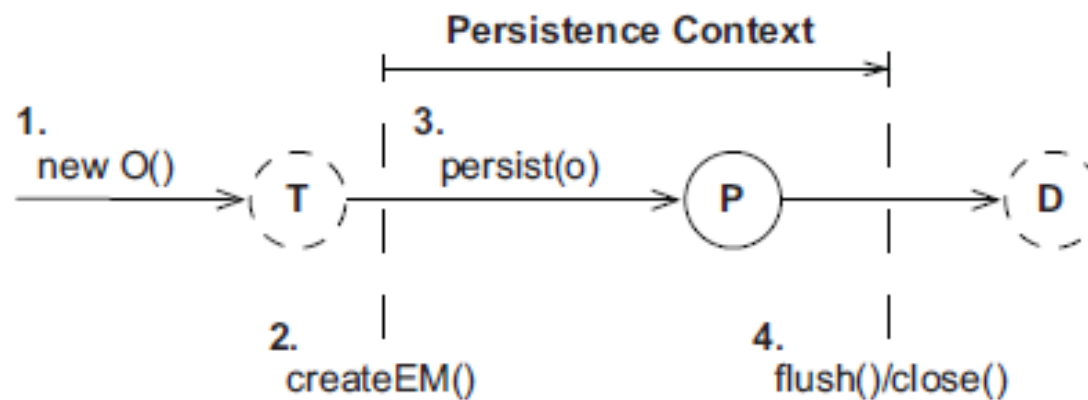 Persistence Context
1.
new O()
3.
persist(o)
T
P
D
2.
createEM()
4.
flush()/close()